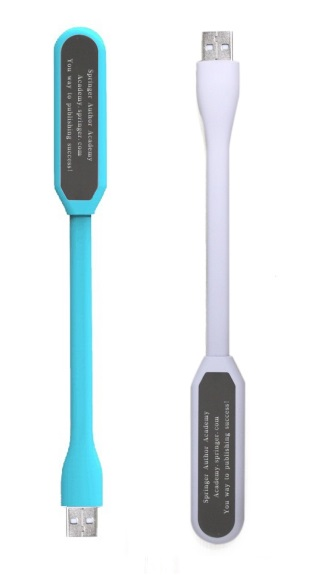 Springer Author Academy
Academy.springer.com
You way to publishing success!
Springer Author Academy
Academy.springer.com
You way to publishing success!